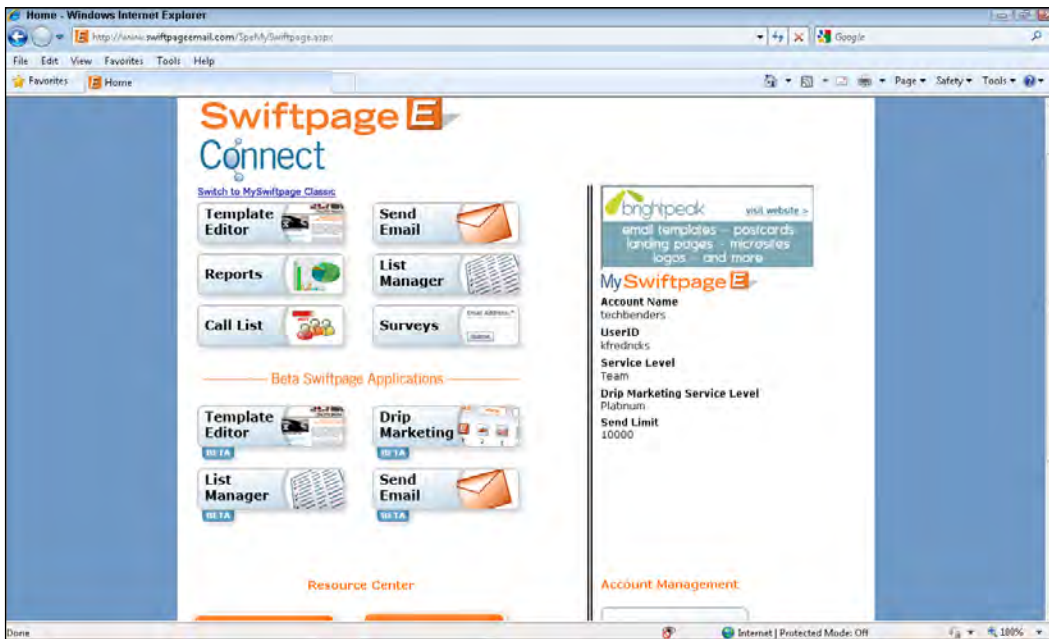 Home - Windows Internet Explorer
http://www.swiftpageemail.com/SpeMySwiftpage.aspx
Google
File Edit View Favorites Tools Help
Favorites
Home
Page
Safety
Tools
Swiftpage E
Connect
Switch to MySwiftpage Classic
Template
Editor
Send
Email
Reports
List
Manager
Call List
Surveys
Email Address:*
Beta Swiftpage Applications
Template
Editor
BETA
Drip
Marketing
BETA
List
Manager
BETA
Send
Email
BETA
Resource Center
brightpeak
visit website >
email templates - postcards
landing pages - microsites
logos - and more
MySwiftpage E
Account Name
techbenders
UserID
kfredricks
Service Level
Team
Drip Marketing Service Level
Platinum
Send Limit
10000
Account Management
Done
Internet | Protected Mode: Off
100%